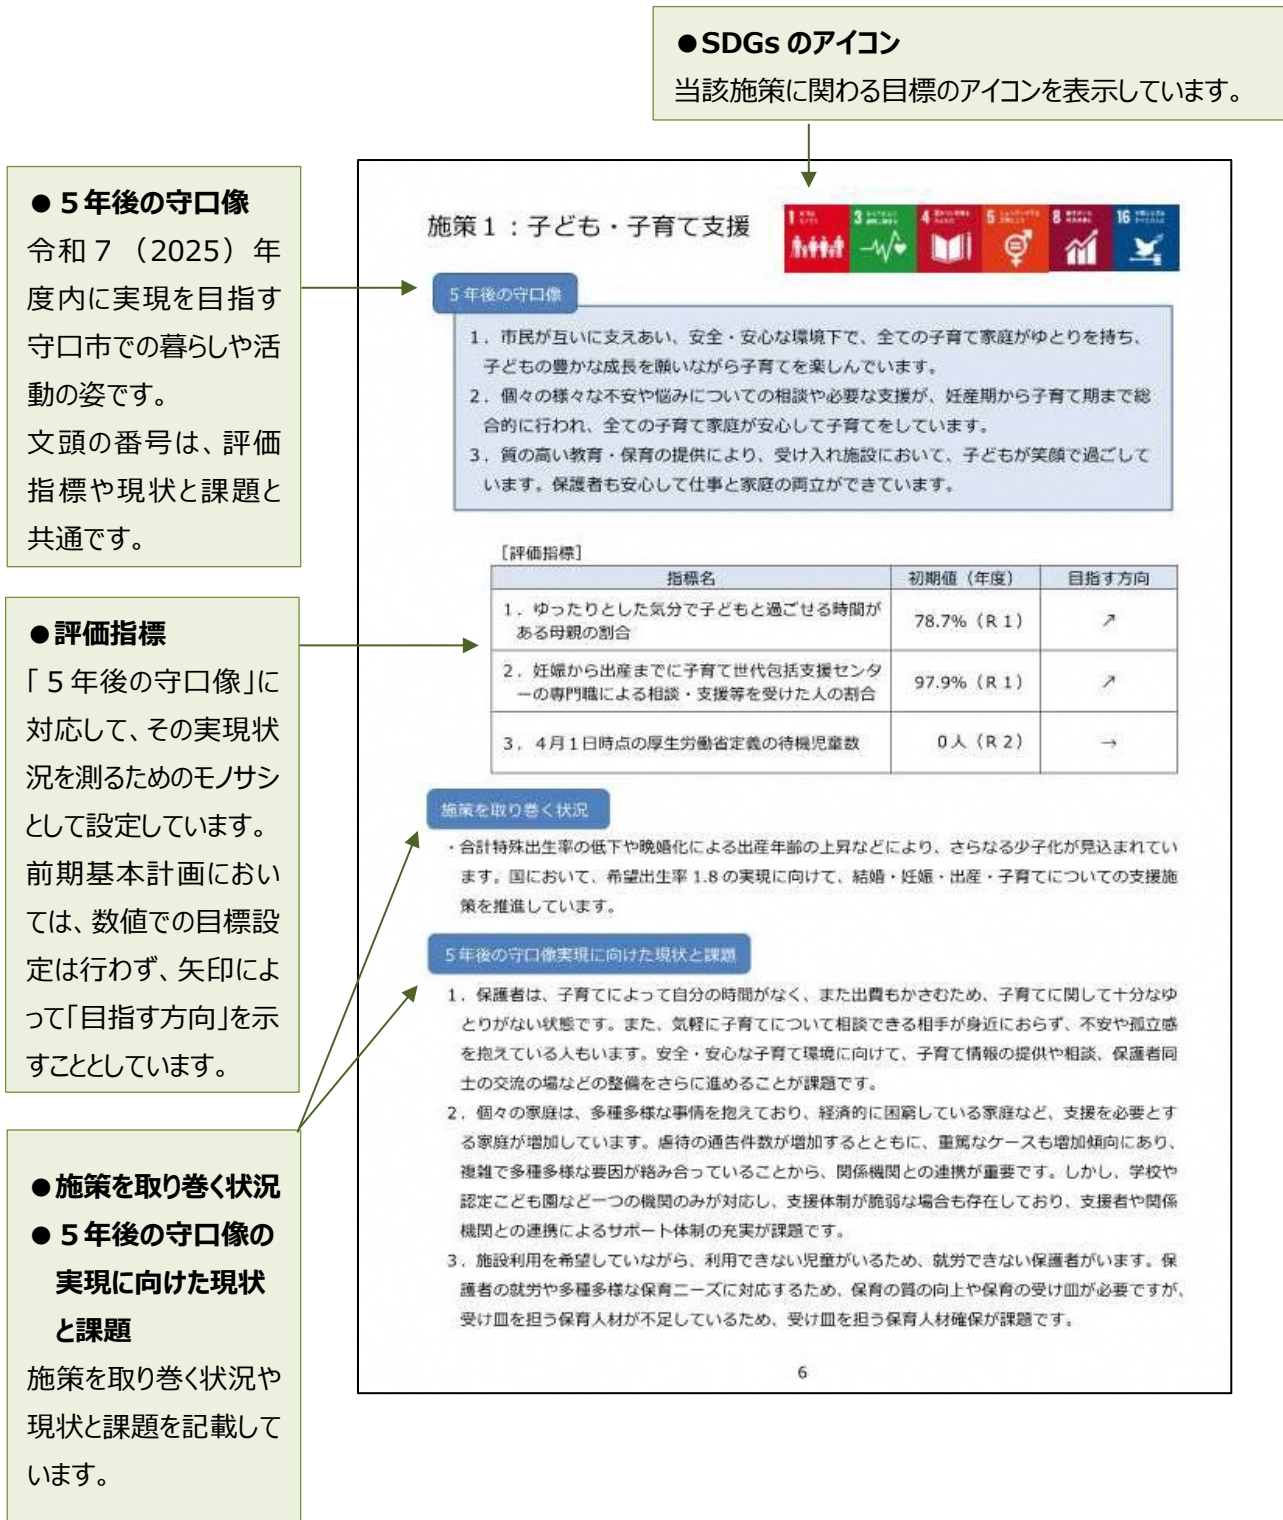 ●SDGs のアイコン
当該施策に関わる目標のアイコンを表示しています。
●５年後の守口像
令和７（2025）年
度内に実現を目指す
守口市での暮らしや活
動の姿です。
文頭の番号は、評価
指標や現状と課題と
共通です。
●評価指標
「５年後の守口像」に
対応して、その実現状
況を測るためのモノサシ
として設定しています。
前期基本計画におい
ては、数値での目標設
定は行わず、矢印によ
って「目指す方向」を示
すこととしています。
●施策を取り巻く状況
●５年後の守口像の
実現に向けた現状
と課題
施策を取り巻く状況や
現状と課題を記載して
います。
施策１：子ども・子育て支援
1
3
4
5
8
16
５年後の守口像
１．市民が互いに支えあい、安全・安心な環境下で、全ての子育て家庭がゆとりを持ち、
子どもの豊かな成長を願いながら子育てを楽しんでいます。
２．個々の様々な不安や悩みについての相談や必要な支援が、妊産期から子育て期まで総
合的に行われ、全ての子育て家庭が安心して子育てをしています。
３．質の高い教育・保育の提供により、受け入れ施設において、子どもが笑顔で過ごして
います。保護者も安心して仕事と家庭の両立ができています。
［評価指標］
指標名 初期値（年度） 目指す方向
１．ゆったりとした気分で子どもと過ごせる時間が
ある母親の割合 78.7%（Ｒ１） ↗
２．妊娠から出産までに子育て世代包括支援センタ
ーの専門職による相談・支援等を受けた人の割合 97.9%（Ｒ１） ↗
３．４月１日時点の厚生労働省定義の待機児童数 ０人（Ｒ２） →
施策を取り巻く状況
・合計特殊出生率の低下や晩婚化による出産年齢の上昇などにより、さらなる少子化が見込まれてい
ます。国において、希望出生率 1.8 の実現に向けて、結婚・妊娠・出産・子育てについての支援施
策を推進しています。
５年後の守口像実現に向けた現状と課題
１．保護者は、子育てによって自分の時間がなく、また出費もかさむため、子育てに関して十分なゆ
とりがない状態です。また、気軽に子育てについて相談できる相手が身近におらず、不安や孤立感
を抱えている人もいます。安全・安心な子育て環境に向けて、子育て情報の提供や相談、保護者同
士の交流の場などの整備をさらに進めることが課題です。
２．個々の家庭は、多種多様な事情を抱えており、経済的に困窮している家庭など、支援を必要とす
る家庭が増加しています。虐待の通告件数が増加するとともに、重篤なケースも増加傾向にあり、
複雑で多種多様な要因が絡み合っていることから、関係機関との連携が重要です。しかし、学校や
認定こども園など一つの機関のみが対応し、支援体制が脆弱な場合も存在しており、支援者や関係
機関との連携によるサポート体制の充実が課題です。
３．施設利用を希望していながら、利用できない児童がいるため、就労できない保護者がいます。保
護者の就労や多種多様な保育ニーズに対応するため、保育の質の向上や保育の受け皿が必要ですが、
受け皿を担う保育人材が不足しているため、受け皿を担う保育人材確保が課題です。
6